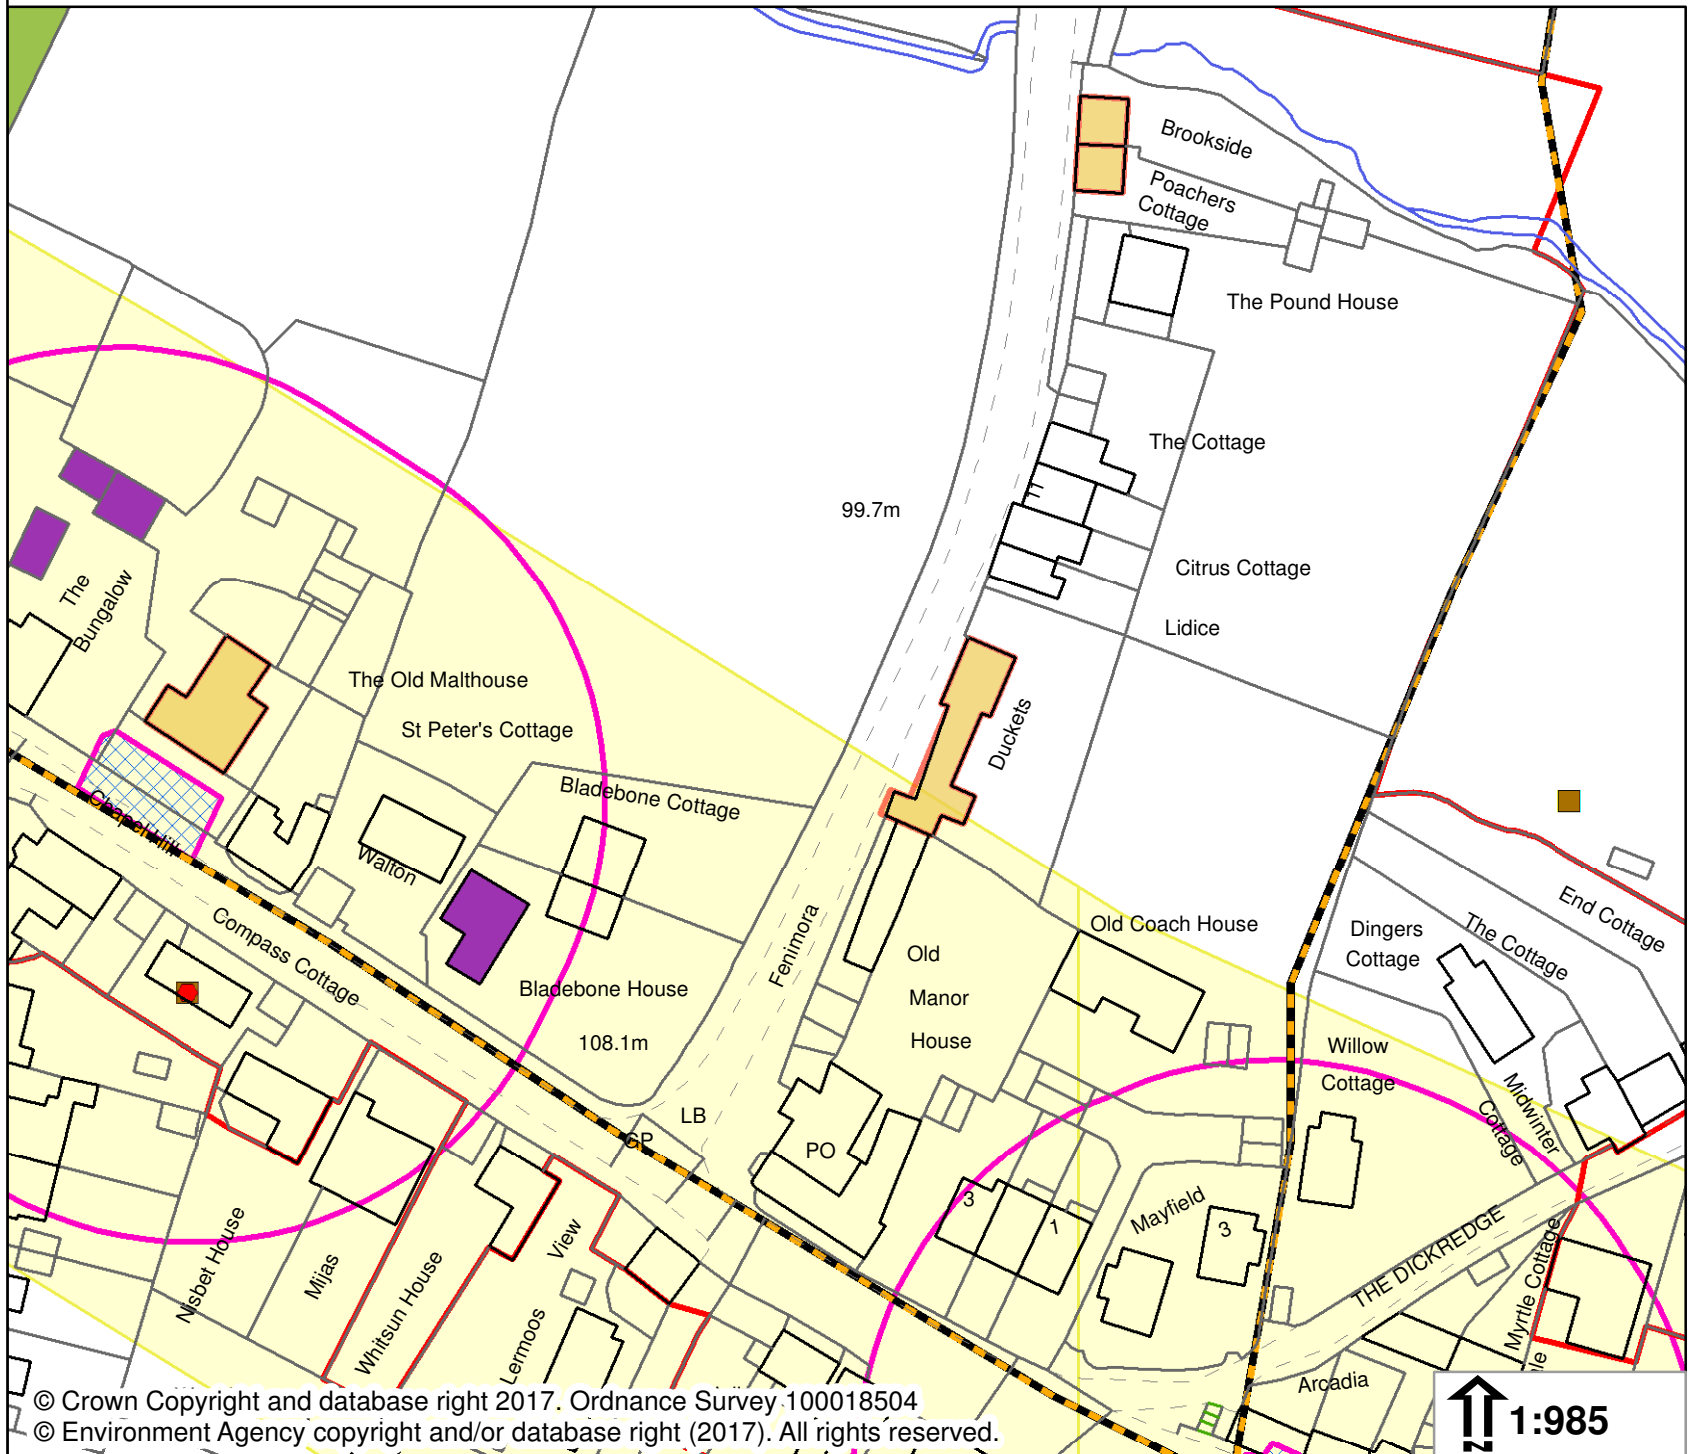 Brookside
Poachers
Cottage
The Pound House
The Cottage
99.7m
Citrus Cottage
Lidice
The
Bungalow
The Old Malthouse
St Peter's Cottage
Duckets
Bladebone Cottage
Chapel Hill
Walton
Compass Cottage
Bladebone House
108.1m
Fenimora
Old
Manor
House
Old Coach House
Dingers
Cottage
The Cottage
End Cottage
Willow
Cottage
Midwinter
Cottage
LB
GP
PO
3
1
Mayfield
3
THE DICKREDGE
Myrtle Cottage
Nisbet House
Mijas
Whitsun House
View
Lermoos
Arcadia
© Crown Copyright and database right 2017. Ordnance Survey 100018504
© Environment Agency copyright and/or database right (2017). All rights reserved.
1:985
N